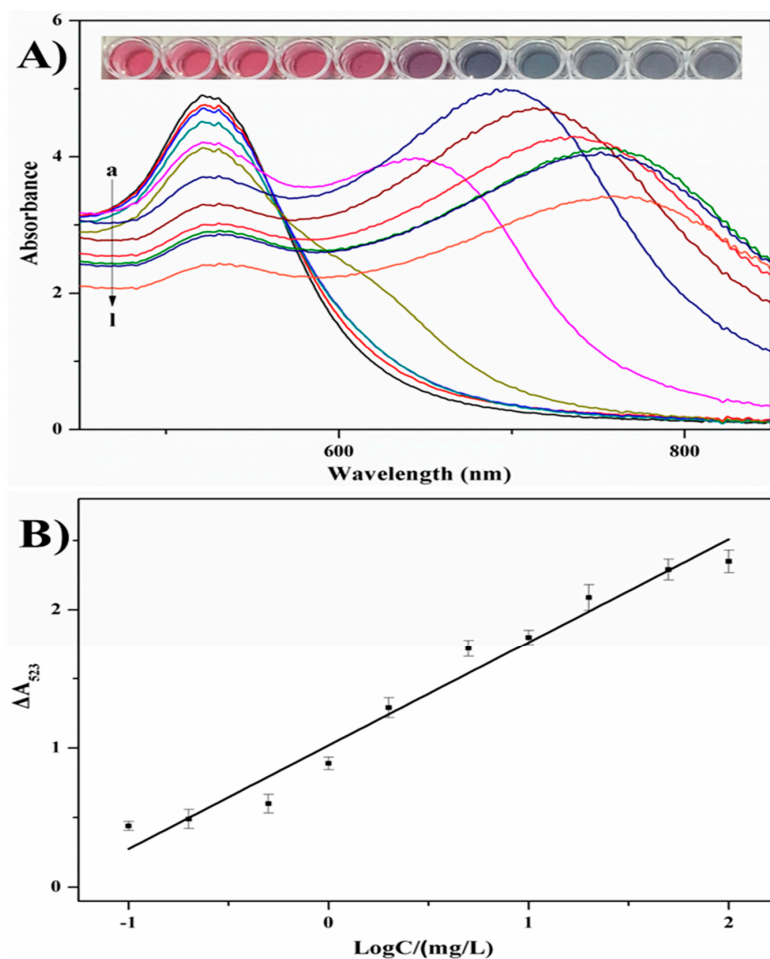 A)
6
4
2
0
Absorbance
a
l
600
800
Wavelength (nm)
B)
2
1
0
ΔA523
-1
0
1
2
LogC/(mg/L)